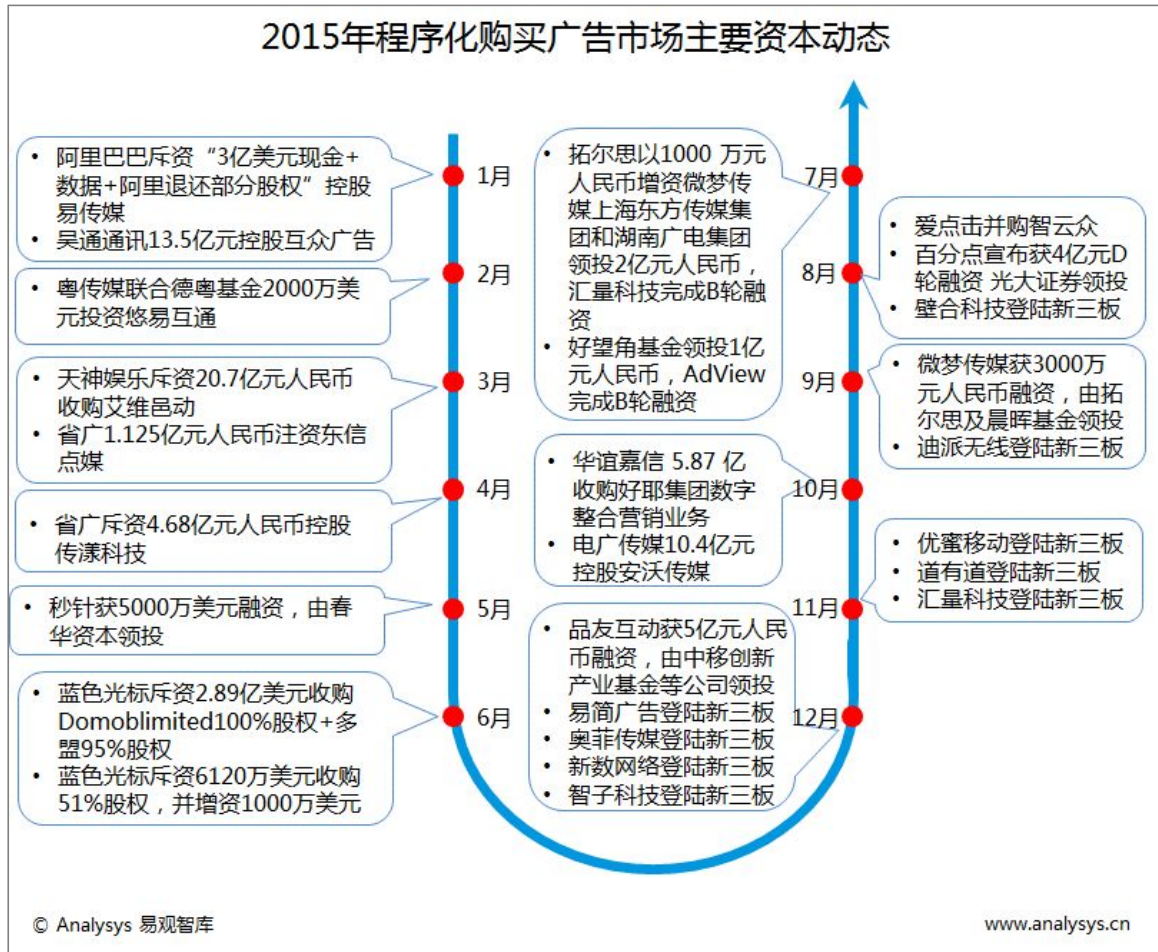 2015年程序化购买广告市场主要资本动态
• 阿里巴巴斥资“3亿美元现金+
数据+阿里退还部分股权”控股
易传媒
• 吴通通讯13.5亿元控股互众广告
1月
2月
• 粤传媒联合德粤基金2000万美
元投资悠易互通
• 天神娱乐斥资20.7亿元人民币
收购艾维邑动
• 省广1.125亿元人民币注资东信
点媒
3月
4月
• 省广斥资4.68亿元人民币控股
传漾科技
• 秒针获5000万美元融资，由春
华资本领投
5月
• 蓝色光标斥资2.89亿美元收购
Domoblimited100%股权+多
盟95%股权
• 蓝色光标斥资6120万美元收购
51%股权，并增资1000万美元
6月
• 拓尔思以1000 万元
人民币增资微梦传
媒上海东方传媒集
团和湖南广电集团
领投2亿元人民币，
汇量科技完成B轮融
资
• 好望角基金领投1亿
元人民币，AdView
完成B轮融资
7月
8月
• 爱点击并购智云众
• 百分点宣布获4亿元D
轮融资 光大证券领投
• 壁合科技登陆新三板
9月
• 微梦传媒获3000万
元人民币融资，由拓
尔思及晨晖基金领投
• 迪派无线登陆新三板
• 华谊嘉信 5.87 亿
收购好耶集团数字
整合营销业务
• 电广传媒10.4亿元
控股安沃传媒
10月
• 优蜜移动登陆新三板
• 道有道登陆新三板
• 汇量科技登陆新三板
11月
• 品友互动获5亿元人民
币融资，由中移创新
产业基金等公司领投
• 易简广告登陆新三板
• 奥菲传媒登陆新三板
• 新数网络登陆新三板
• 智子科技登陆新三板
12月
© Analysys 易观智库
www.analysys.cn